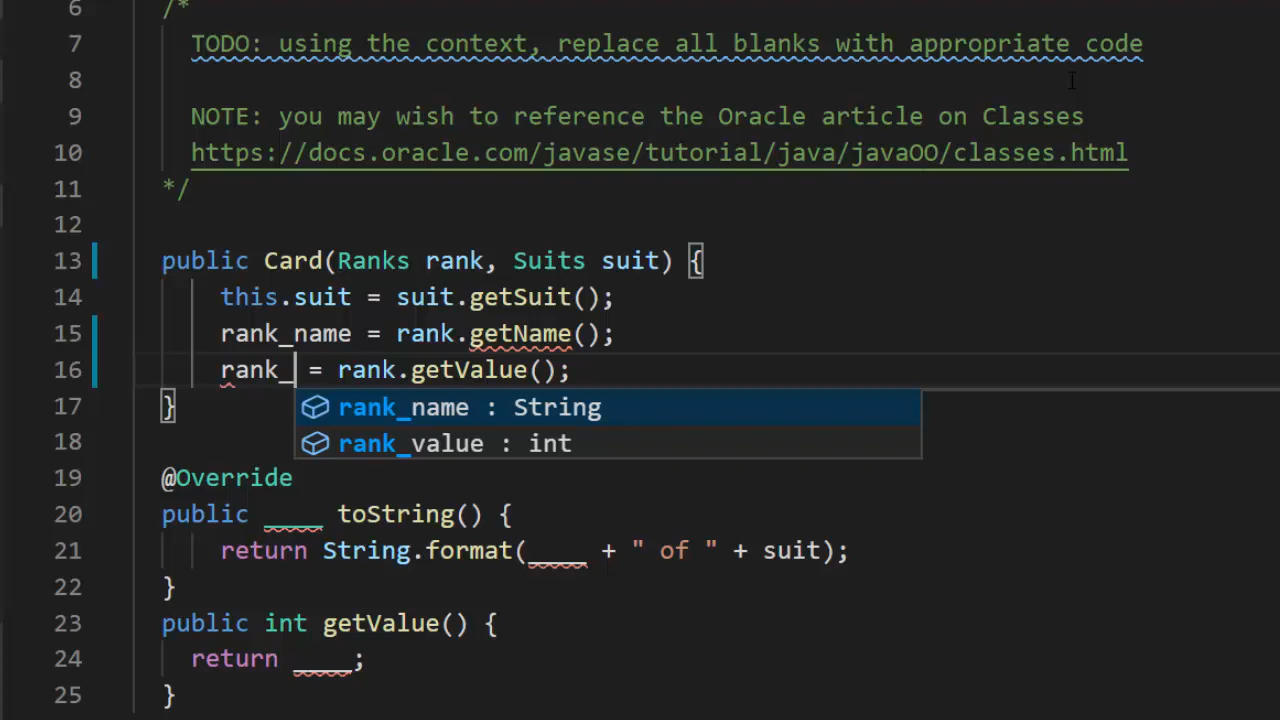 6 /*
7 TODO: using the context, replace all blanks with appropriate code
8
9 NOTE: you may wish to reference the Oracle article on Classes
10 https://docs.oracle.com/javase/tutorial/java/javaOO/classes.html
11 */
12
13 public Card(Ranks rank, Suits suit) {
14 this.suit = suit.getSuit();
15 rank_name = rank.getName();
16 rank_ = rank.getValue();
17 }
rank_name : String
18 rank_value : int
19 @Override
20 public ____ toString() {
21 return String.format(____ + " of " + suit);
22 }
23 public int getValue() {
24 return ____;
25 }